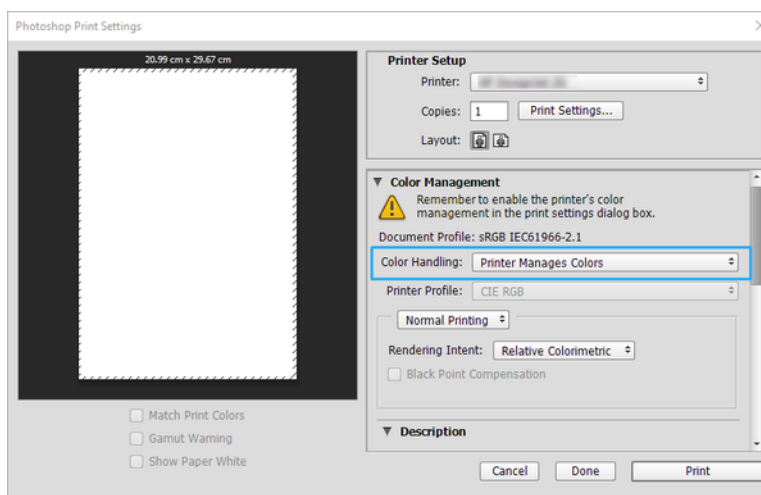 Photoshop Print Settings
20.99 cm x 29.67 cm
Match Print Colors
Gamut Warning
Show Paper White
Printer Setup
Printer:
Copies: 1 Print Settings...
Layout:
Color Management
Remember to enable the printer's color
management in the print settings dialog box.
Document Profile: sRGB IEC61966-2.1
Color Handling: Printer Manages Colors
Printer Profile: CIE RGB
Normal Printing
Rendering Intent: Relative Colorimetric
Black Point Compensation
Description
Cancel Done Print